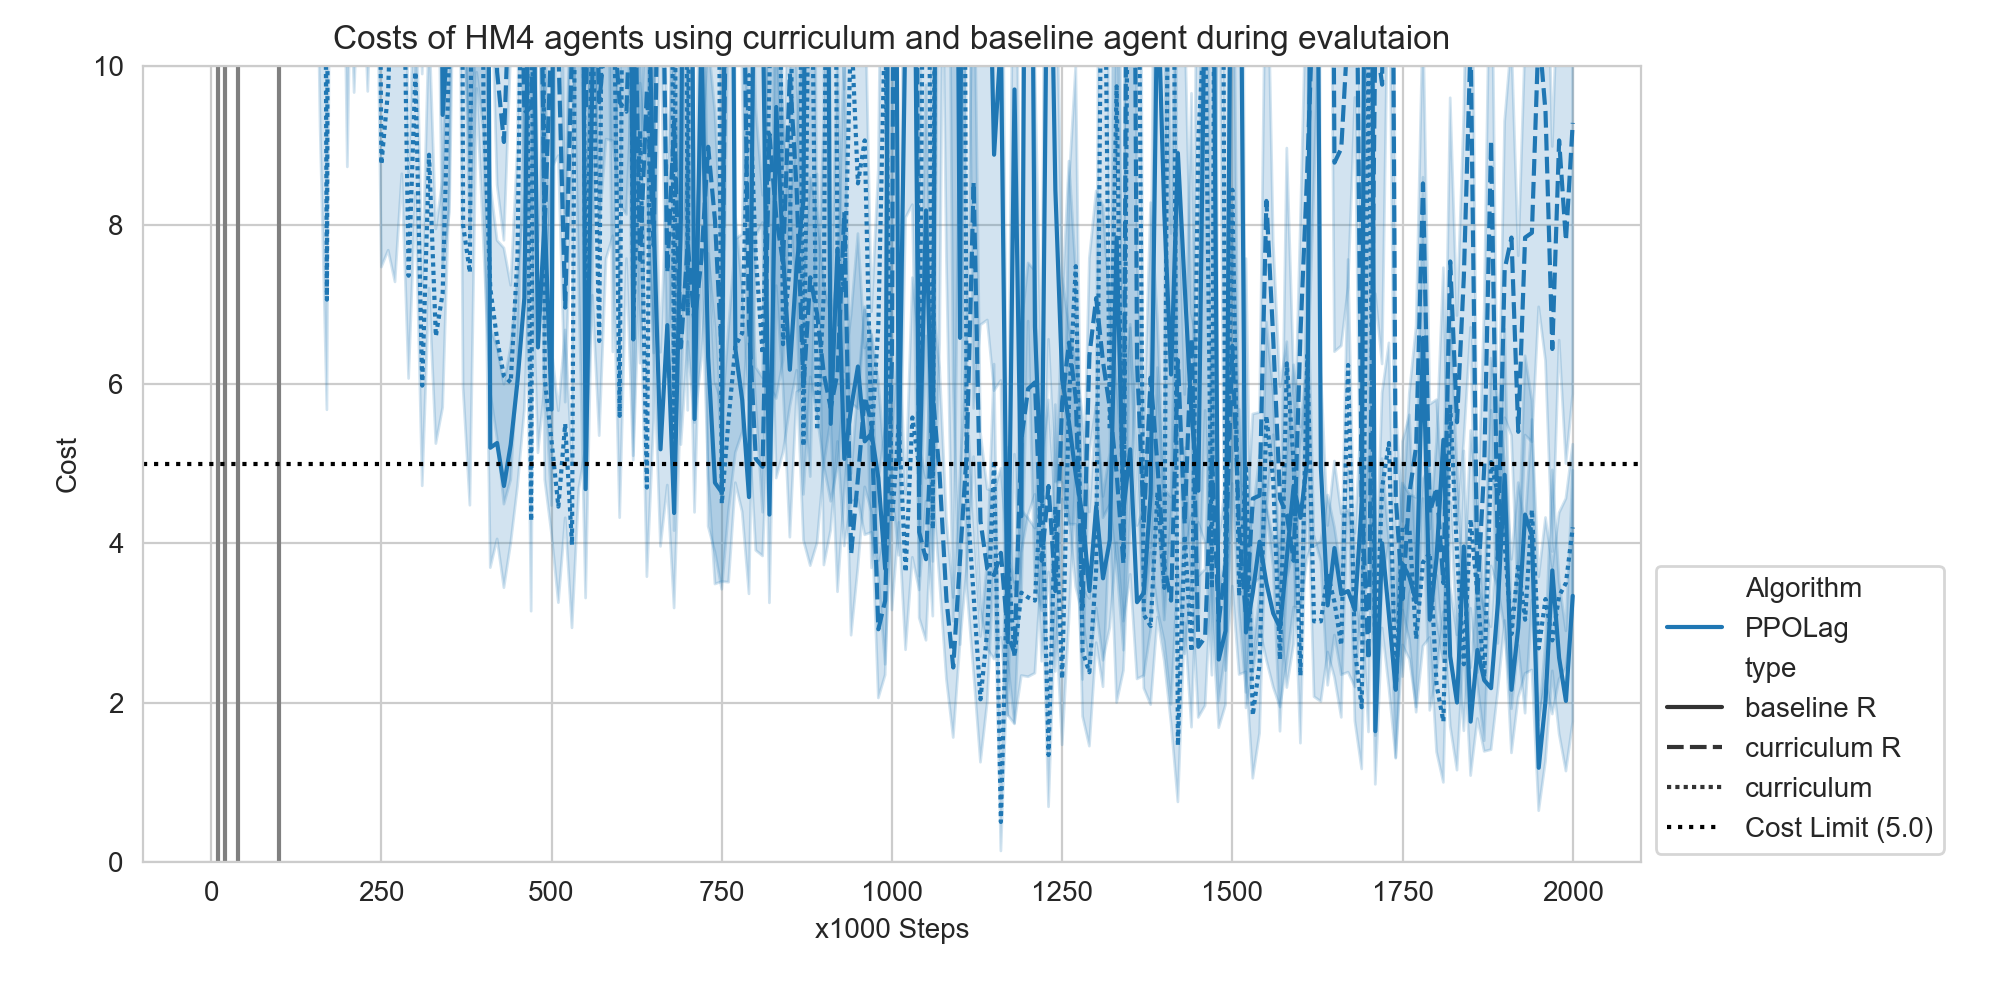 Costs of HM4 agents using curriculum and baseline agent during evalutaion
10
8
6
4
2
0
Cost
0 250 500 750 1000 1250 1500 1750 2000
x1000 Steps
Algorithm
PPOLag
type
baseline R
curriculum R
curriculum
Cost Limit (5.0)